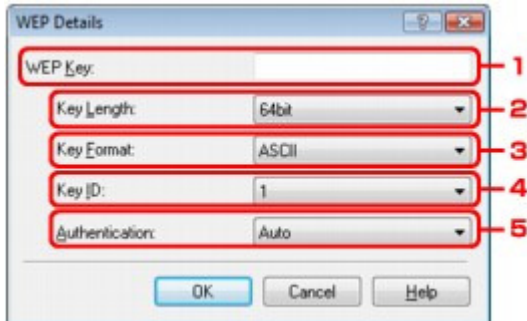 WEP Details
WEP Key: 1
Key Length: 64bit 2
Key Format: ASCII 3
Key ID: 1 4
Authentication: Auto 5
OK Cancel Help